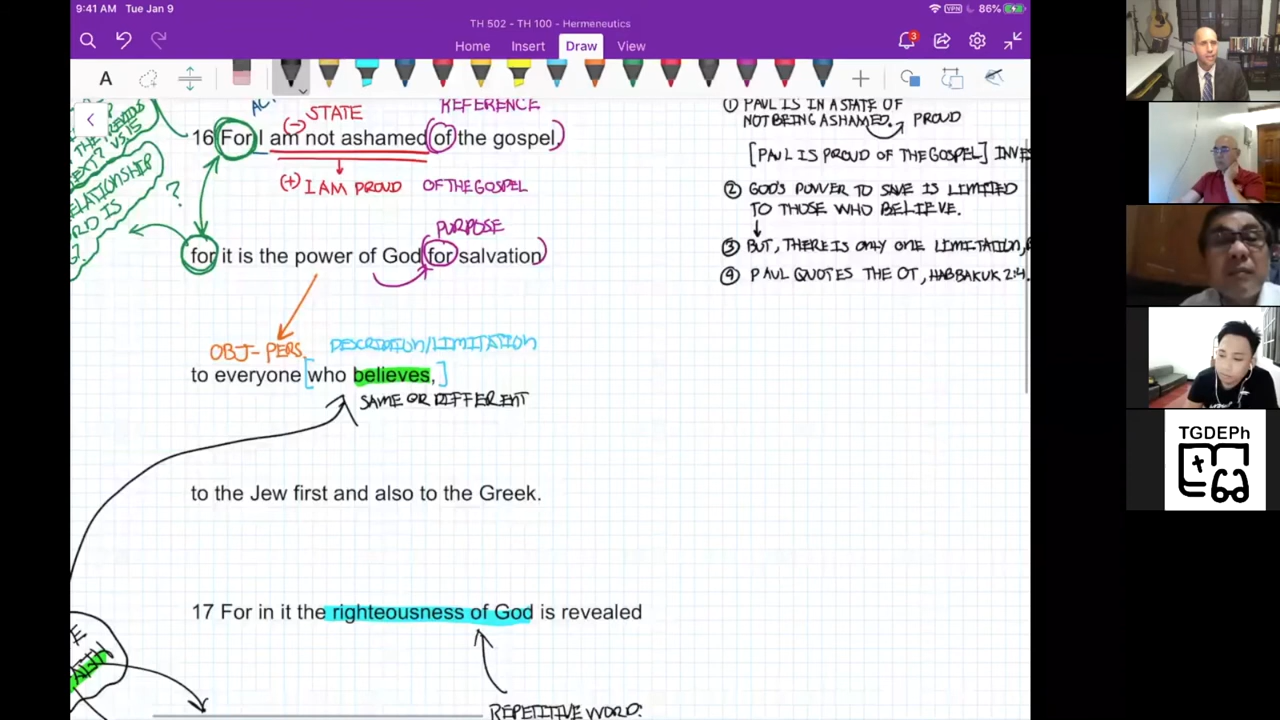 9:41 AM Tue Jan 9
VPN 86%
TH 502 - TH 100 - Hermeneutics
Home Insert Draw View
3
A
STATE
REFERENCE
(-)
16 For I am not ashamed (of the gospel,)
(+) I AM PROUD OF THE GOSPEL
?
PURPOSE
for it is the power of God (for salvation)
OBJ-PERS. DESCRIPTION/LIMITATION
to everyone [who believes,]
SAME OR DIFFERENT
to the Jew first and also to the Greek.
17 For in it the righteousness of God is revealed
REPETITIVE WORD:
① PAUL IS IN A STATE OF
NOT BEING ASHAMED. PROUD
[PAUL IS PROUD OF THE GOSPEL]
② GOD'S POWER TO SAVE IS LIMITED
TO THOSE WHO BELIEVE.
③ BUT, THERE IS ONLY ONE LIMITATION,
④ PAUL QUOTES THE OT, HABBAKUK 2:4.
TGDEPh